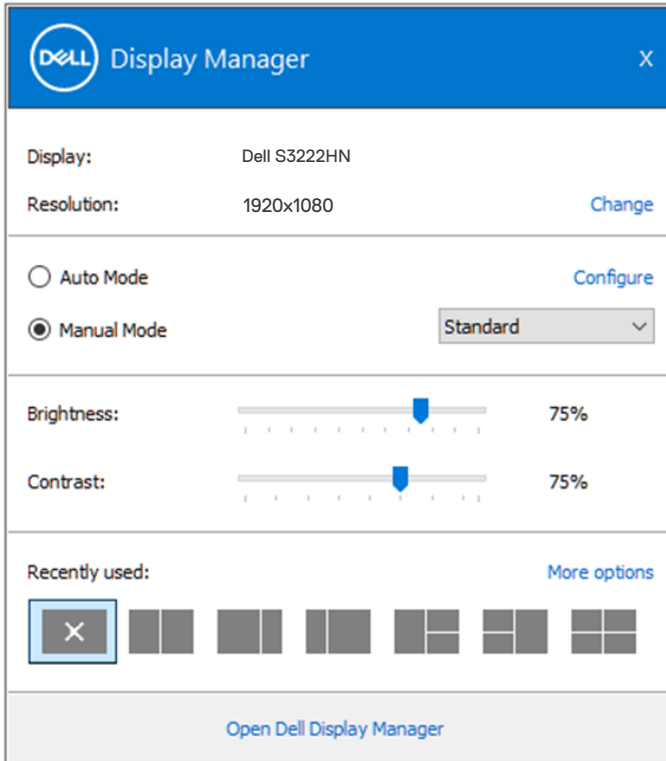 DELL Display Manager X
Display: Dell S3222HN
Resolution: 1920x1080 Change
Auto Mode Configure
Manual Mode Standard
Brightness: 75%
Contrast: 75%
Recently used: More options
Open Dell Display Manager